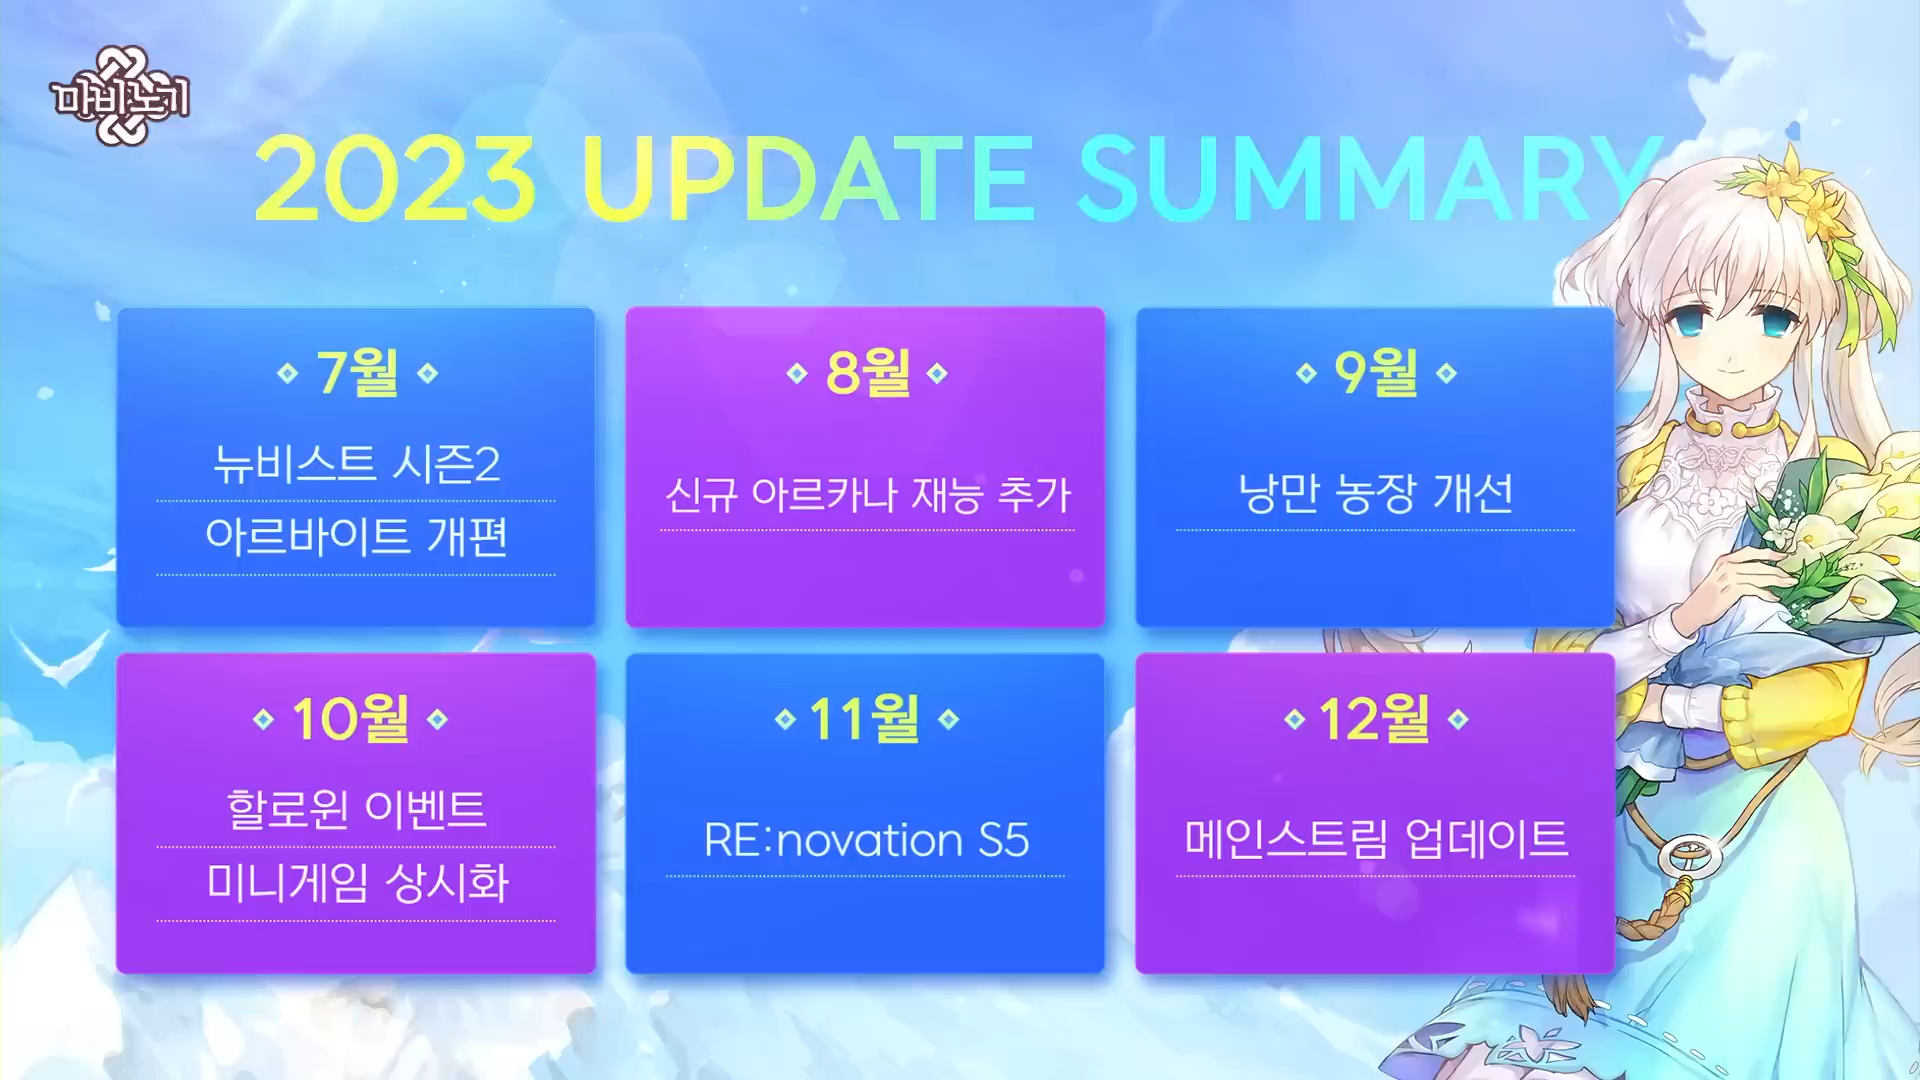 마비노기
2023 UPDATE SUMMARY
7월
뉴비스트 시즌2
아르바이트 개편
8월
신규 아르카나 재능 추가
9월
낭만 농장 개선
10월
할로윈 이벤트
미니게임 상시화
11월
RE:novation S5
12월
메인스트림 업데이트